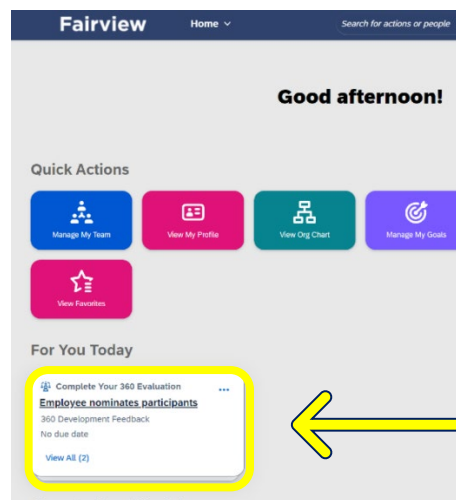 Fairview Home Search for actions or people
Good afternoon!
Quick Actions
Manage My Team View My Profile View Org Chart Manage My Goals
View Favorites
For You Today
Complete Your 360 Evaluation ...
Employee nominates participants
360 Development Feedback
No due date
View All (2)